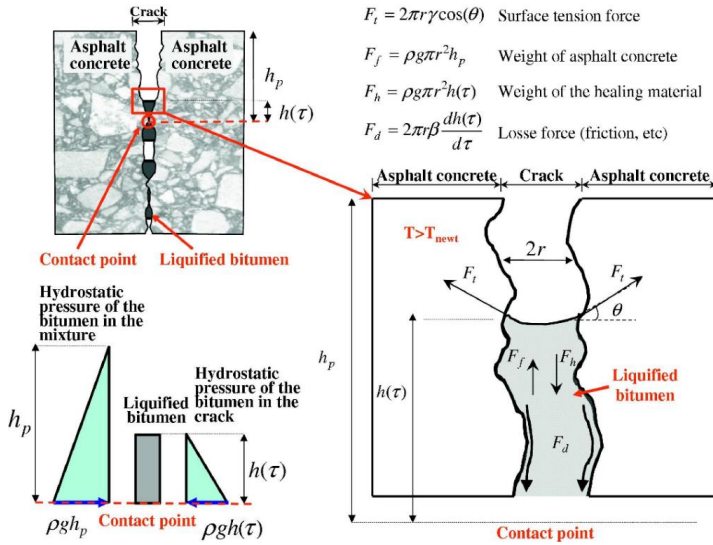 Crack
Asphalt
concrete
Asphalt
concrete
h_p
h(τ)
Contact point
Liquified bitumen
F_t = 2πrγcos(θ) Surface tension force
F_f = ρgπr²h_p Weight of asphalt concrete
F_h = ρgπr²h(τ) Weight of the healing material
F_d = 2πrβ dh(τ)/dτ Losse force (friction, etc)
Asphalt concrete Crack Asphalt concrete
T>T_newt
2r
F_t
F_t
θ
h_p
h(τ)
F_f
F_h
Liquified
bitumen
F_d
Contact point
Hydrostatic
pressure of the
bitumen in the
mixture
Liquified
bitumen
Hydrostatic
pressure of the
bitumen in the
crack
h_p
h(τ)
ρgh_p
Contact point
ρgh(τ)